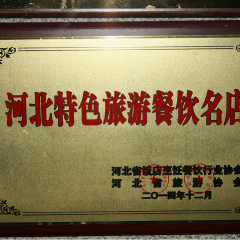 河北特色旅游餐饮名店
河北省饭店烹饪餐饮行业协会
河北省旅游协会
二〇一四年十二月